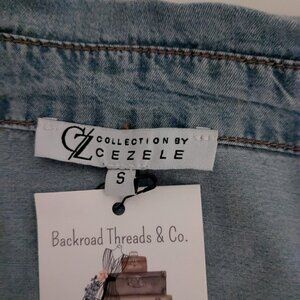 CZ COLLECTION BY
CEZELE
S
Backroad Threads & Co.